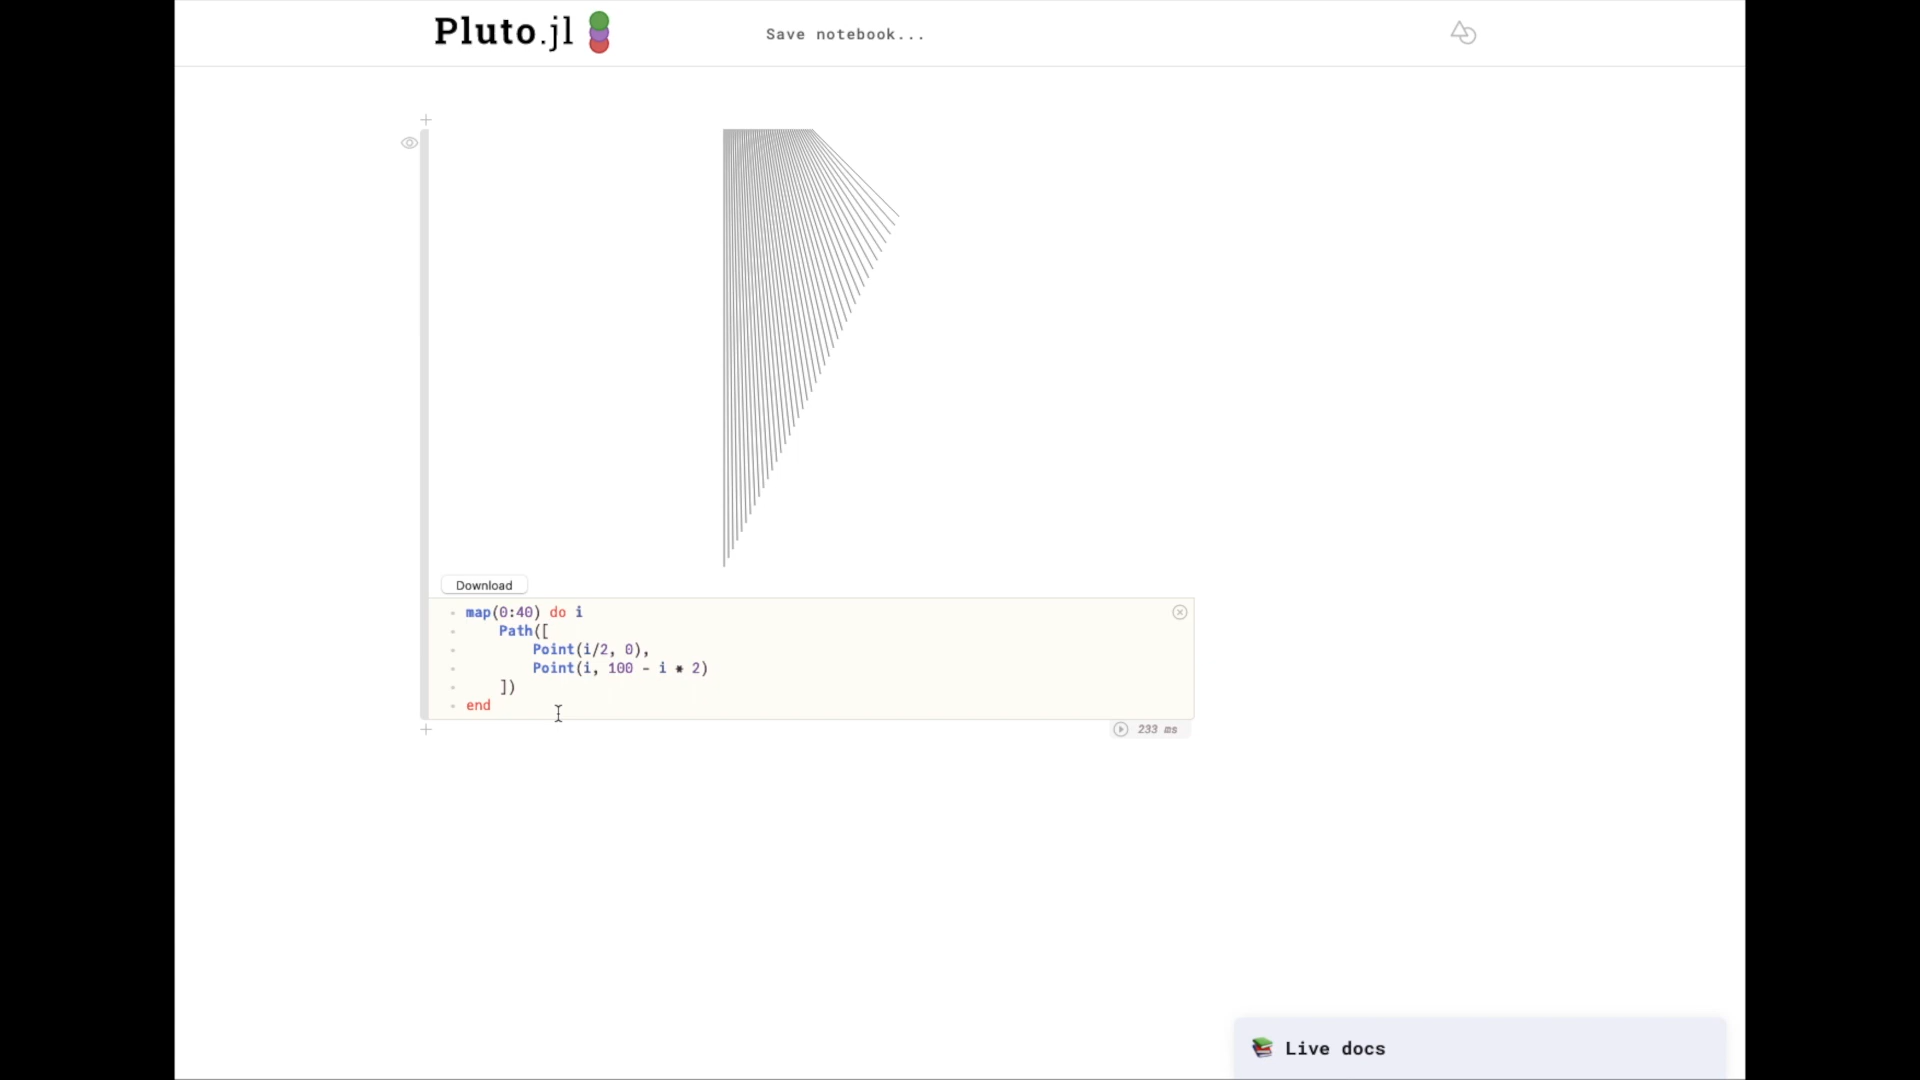 Pluto.jl
Save notebook...
Download
map(0:40) do i
    Path([
        Point(i/2, 0),
        Point(i, 100 - i * 2)
    ])
end
233 ms
Live docs